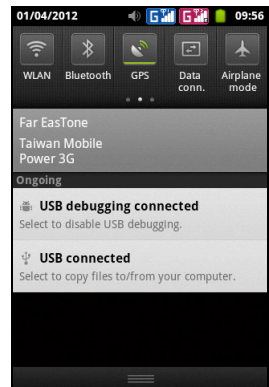 01/04/2012 G G 09:56
WLAN Bluetooth GPS Data conn. Airplane mode
Far EasTone
Taiwan Mobile
Power 3G
Ongoing
USB debugging connected
Select to disable USB debugging.
USB connected
Select to copy files to/from your computer.